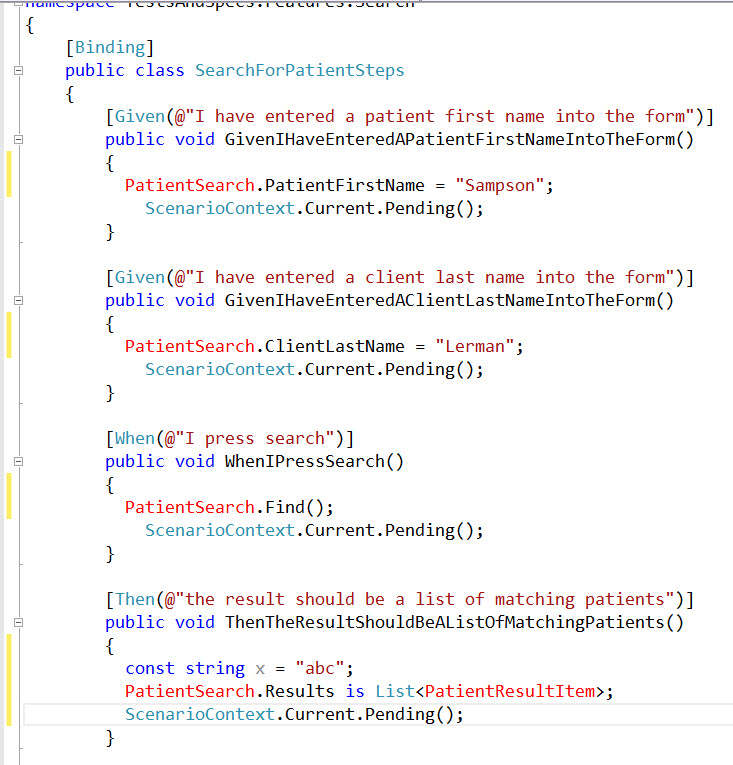 namespace TestsAndSpecs.Features.Search
{
    [Binding]
    public class SearchForPatientSteps
    {
        [Given(@"I have entered a patient first name into the form")]
        public void GivenIHaveEnteredAPatientFirstNameIntoTheForm()
        {
          PatientSearch.PatientFirstName = "Sampson";
            ScenarioContext.Current.Pending();
        }

        [Given(@"I have entered a client last name into the form")]
        public void GivenIHaveEnteredAClientLastNameIntoTheForm()
        {
          PatientSearch.ClientLastName = "Lerman";
            ScenarioContext.Current.Pending();
        }

        [When(@"I press search")]
        public void WhenIPressSearch()
        {
          PatientSearch.Find();
            ScenarioContext.Current.Pending();
        }

        [Then(@"the result should be a list of matching patients")]
        public void ThenTheResultShouldBeAListOfMatchingPatients()
        {
          const string x = "abc";
          PatientSearch.Results is List<PatientResultItem>;
          ScenarioContext.Current.Pending();
        }